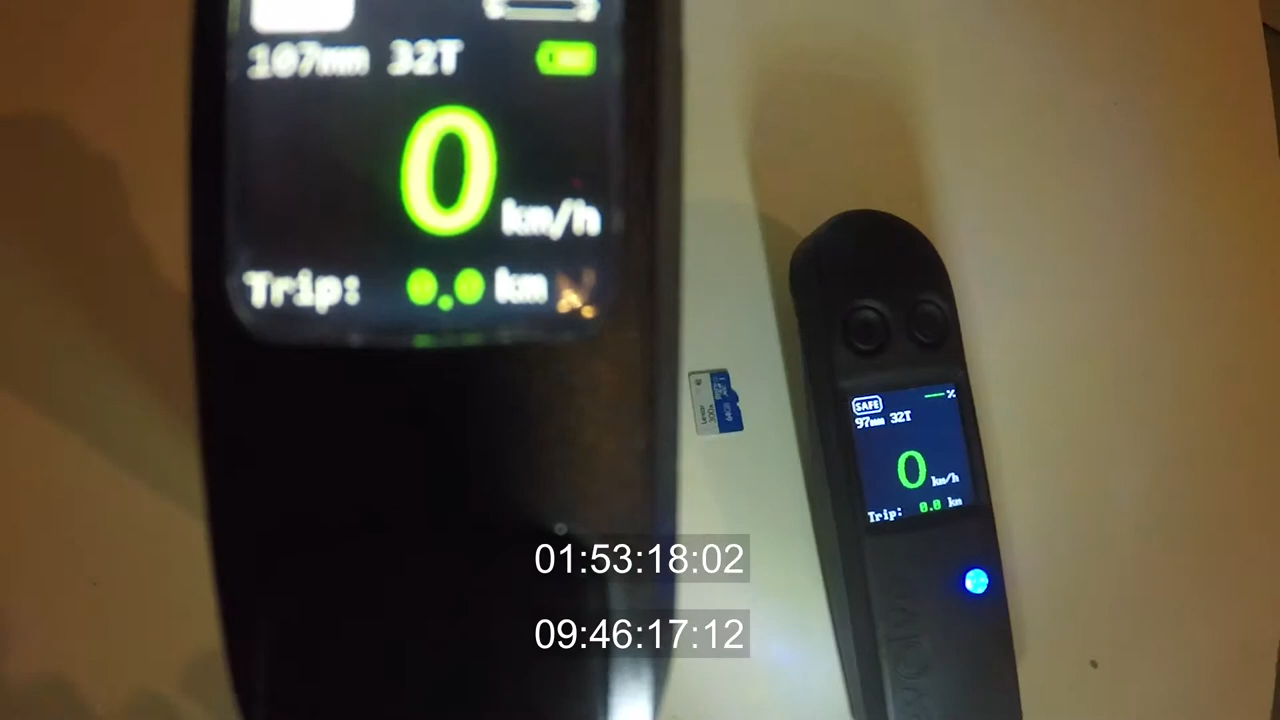 107mm 32T
0
km/h
Trip: 0.0 km
SAFE
97mm 32T
0
km/h
Trip: 0.0 km
01:53:18:02
09:46:17:12